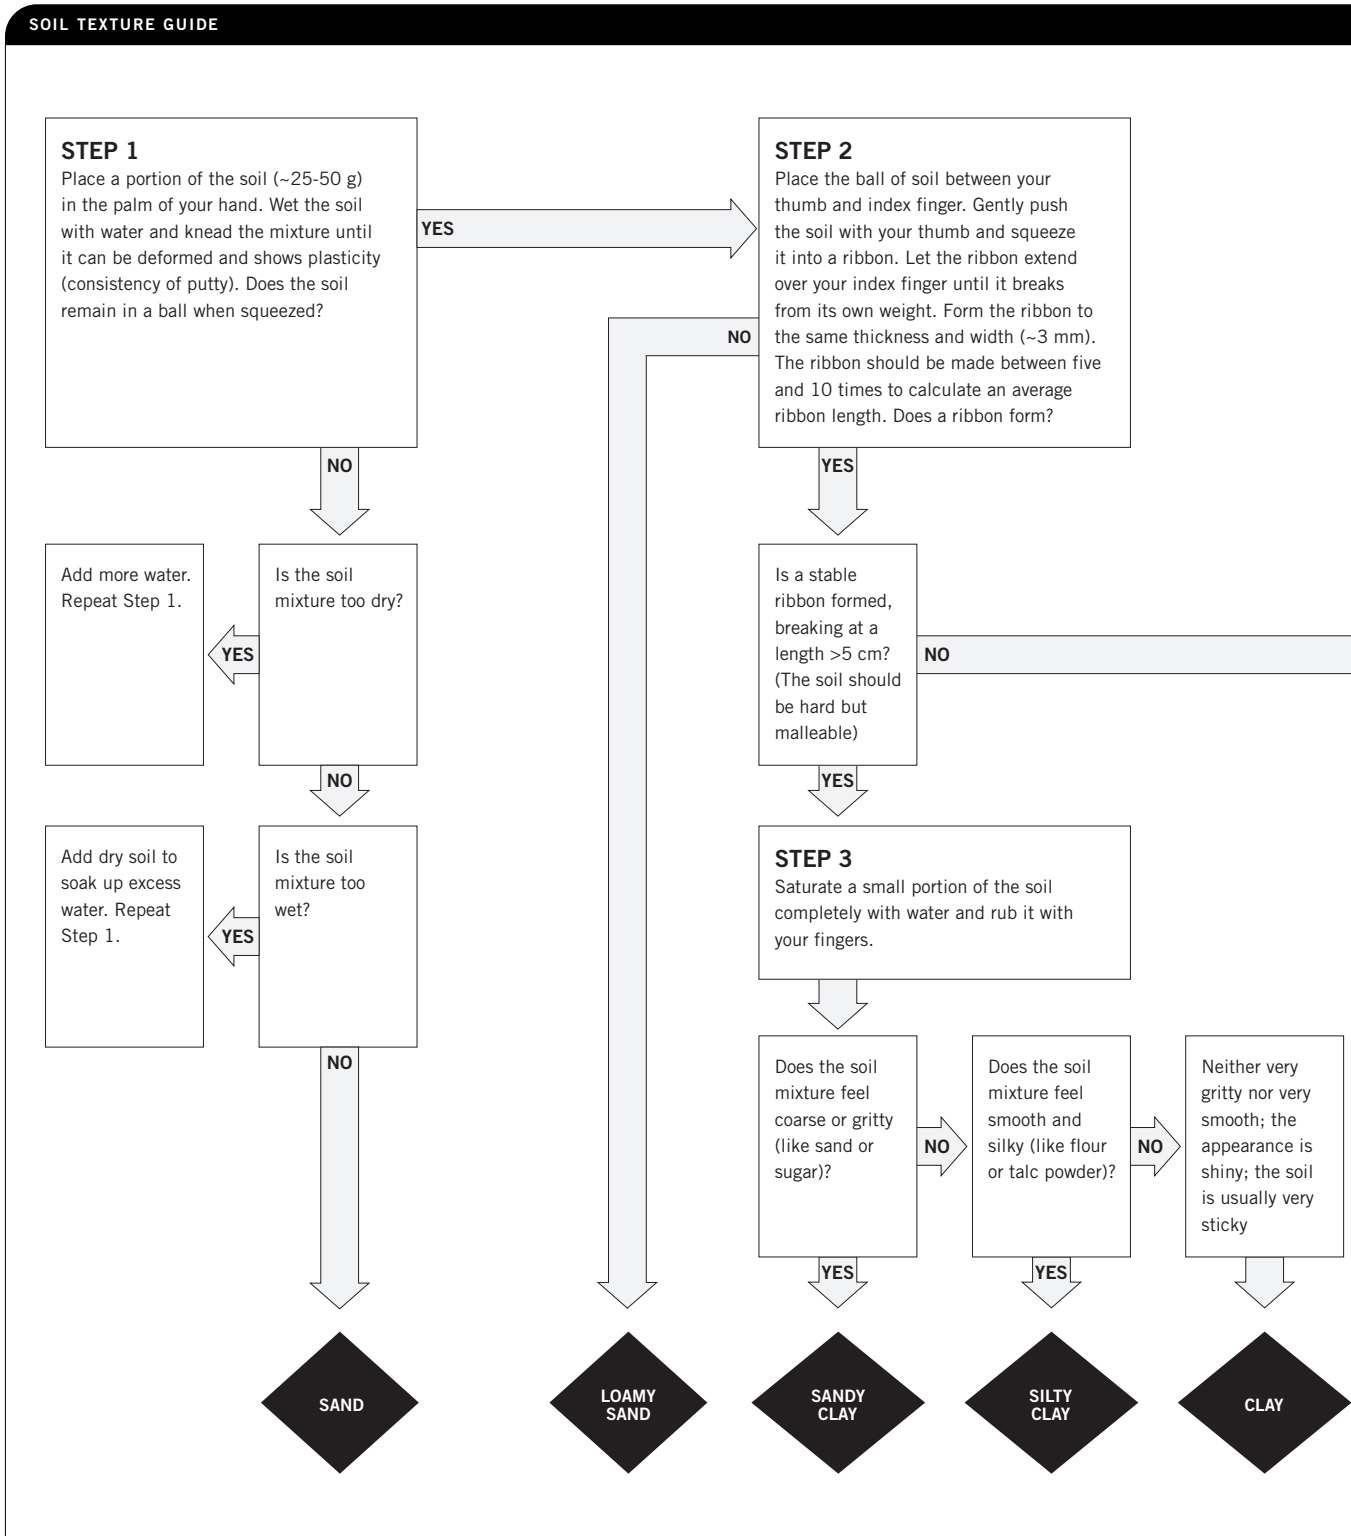 SOIL TEXTURE GUIDE
STEP 1
Place a portion of the soil (~25-50 g)
in the palm of your hand. Wet the soil
with water and knead the mixture until
it can be deformed and shows plasticity
(consistency of putty). Does the soil
remain in a ball when squeezed?
YES
NO
Is the soil
mixture too dry?
YES
Add more water.
Repeat Step 1.
NO
Is the soil
mixture too
wet?
YES
Add dry soil to
soak up excess
water. Repeat
Step 1.
NO
SAND
STEP 2
Place the ball of soil between your
thumb and index finger. Gently push
the soil with your thumb and squeeze
it into a ribbon. Let the ribbon extend
over your index finger until it breaks
from its own weight. Form the ribbon to
the same thickness and width (~3 mm).
The ribbon should be made between five
and 10 times to calculate an average
ribbon length. Does a ribbon form?
NO
LOAMY
SAND
YES
Is a stable
ribbon formed,
breaking at a
length >5 cm?
(The soil should
be hard but
malleable)
NO
YES
STEP 3
Saturate a small portion of the soil
completely with water and rub it with
your fingers.
Does the soil
mixture feel
coarse or gritty
(like sand or
sugar)?
NO
YES
SANDY
CLAY
Does the soil
mixture feel
smooth and
silky (like flour
or talc powder)?
NO
YES
SILTY
CLAY
Neither very
gritty nor very
smooth; the
appearance is
shiny; the soil
is usually very
sticky
CLAY